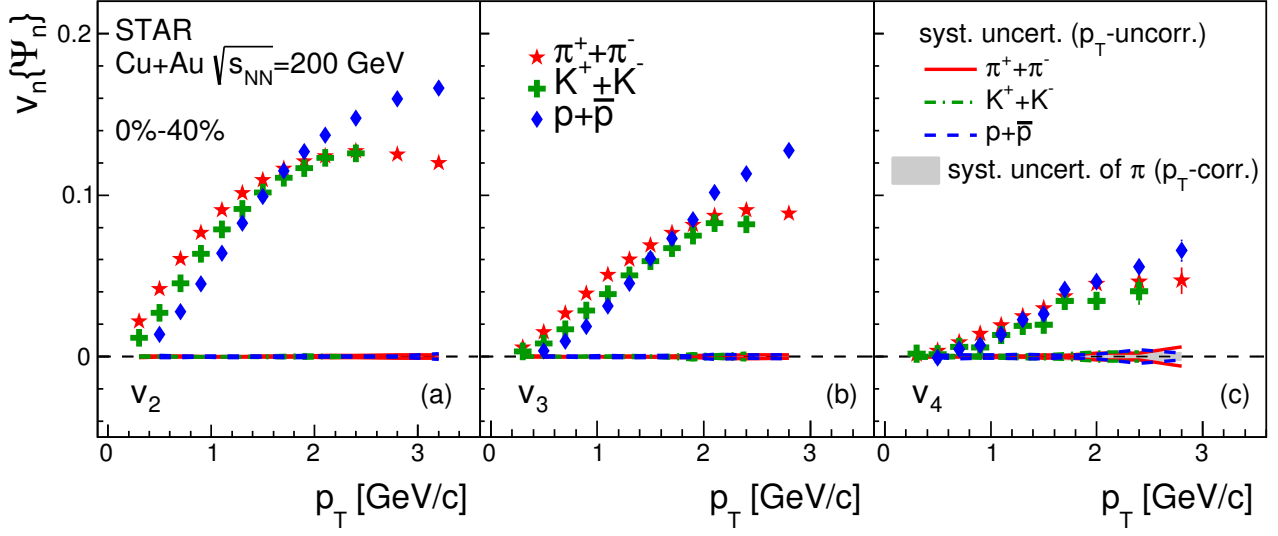 STAR
Cu+Au √s_NN=200 GeV
0%-40%
v_n{Ψ_n}
0.2
0.1
0
v_2
(a)
π⁺+π⁻
K⁺+K⁻
p+p̅
v_3
(b)
syst. uncert. (p_T-uncorr.)
π⁺+π⁻
K⁺+K⁻
p+p̅
syst. uncert. of π (p_T-corr.)
v_4
(c)
0 1 2 3
0 1 2 3
0 1 2 3
p_T [GeV/c]
p_T [GeV/c]
p_T [GeV/c]